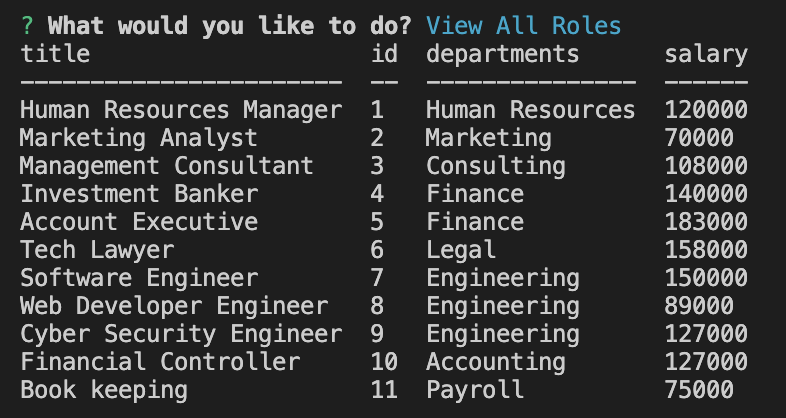 ? What would you like to do? View All Roles
title                    id  departments      salary
-----------------------  --  ---------------  ------
Human Resources Manager  1   Human Resources  120000
Marketing Analyst        2   Marketing        70000
Management Consultant    3   Consulting       108000
Investment Banker        4   Finance          140000
Account Executive        5   Finance          183000
Tech Lawyer              6   Legal            158000
Software Engineer        7   Engineering      150000
Web Developer Engineer   8   Engineering      89000
Cyber Security Engineer  9   Engineering      127000
Financial Controller     10  Accounting       127000
Book keeping             11  Payroll          75000